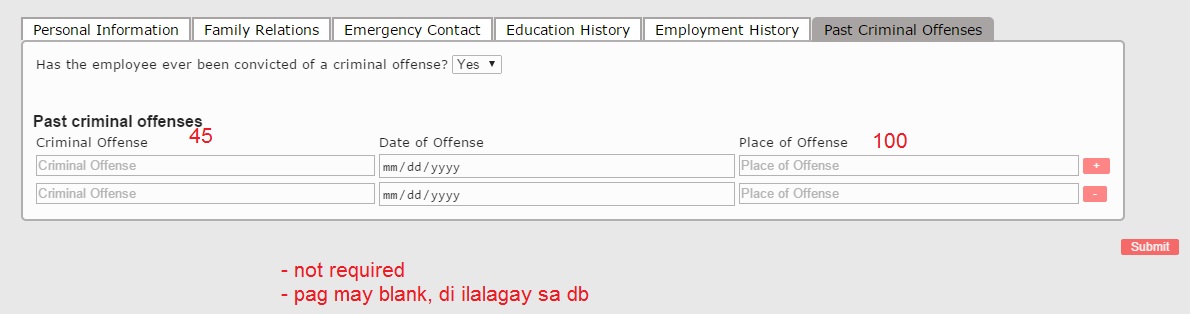 Personal Information Family Relations Emergency Contact Education History Employment History Past Criminal Offenses
Has the employee ever been convicted of a criminal offense? Yes
Past criminal offenses
45
Criminal Offense Date of Offense Place of Offense 100
Criminal Offense mm/dd/yyyy Place of Offense +
Criminal Offense mm/dd/yyyy Place of Offense -
Submit
- not required
- pag may blank, di ilalagay sa db